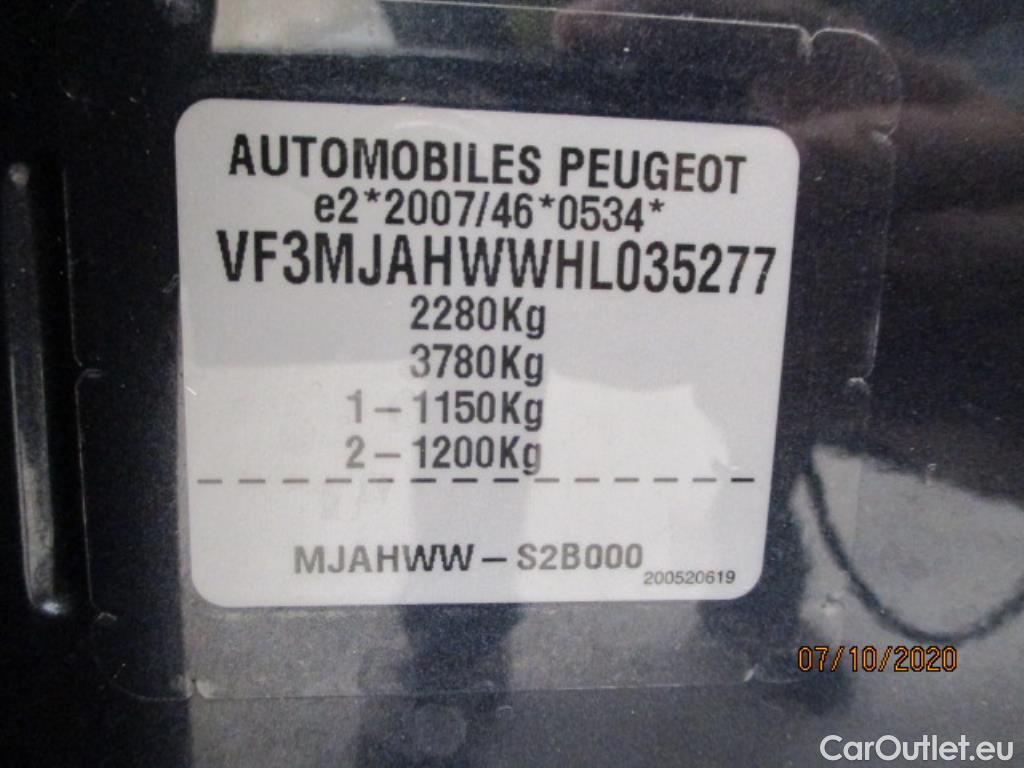 AUTOMOBILES PEUGEOT
e2*2007/46*0534*
VF3MJAHWWHL035277
2280Kg
3780Kg
1-1150Kg
2-1200Kg
MJAHWW-S2B000
200520619
07/10/2020
CarOutlet.eu